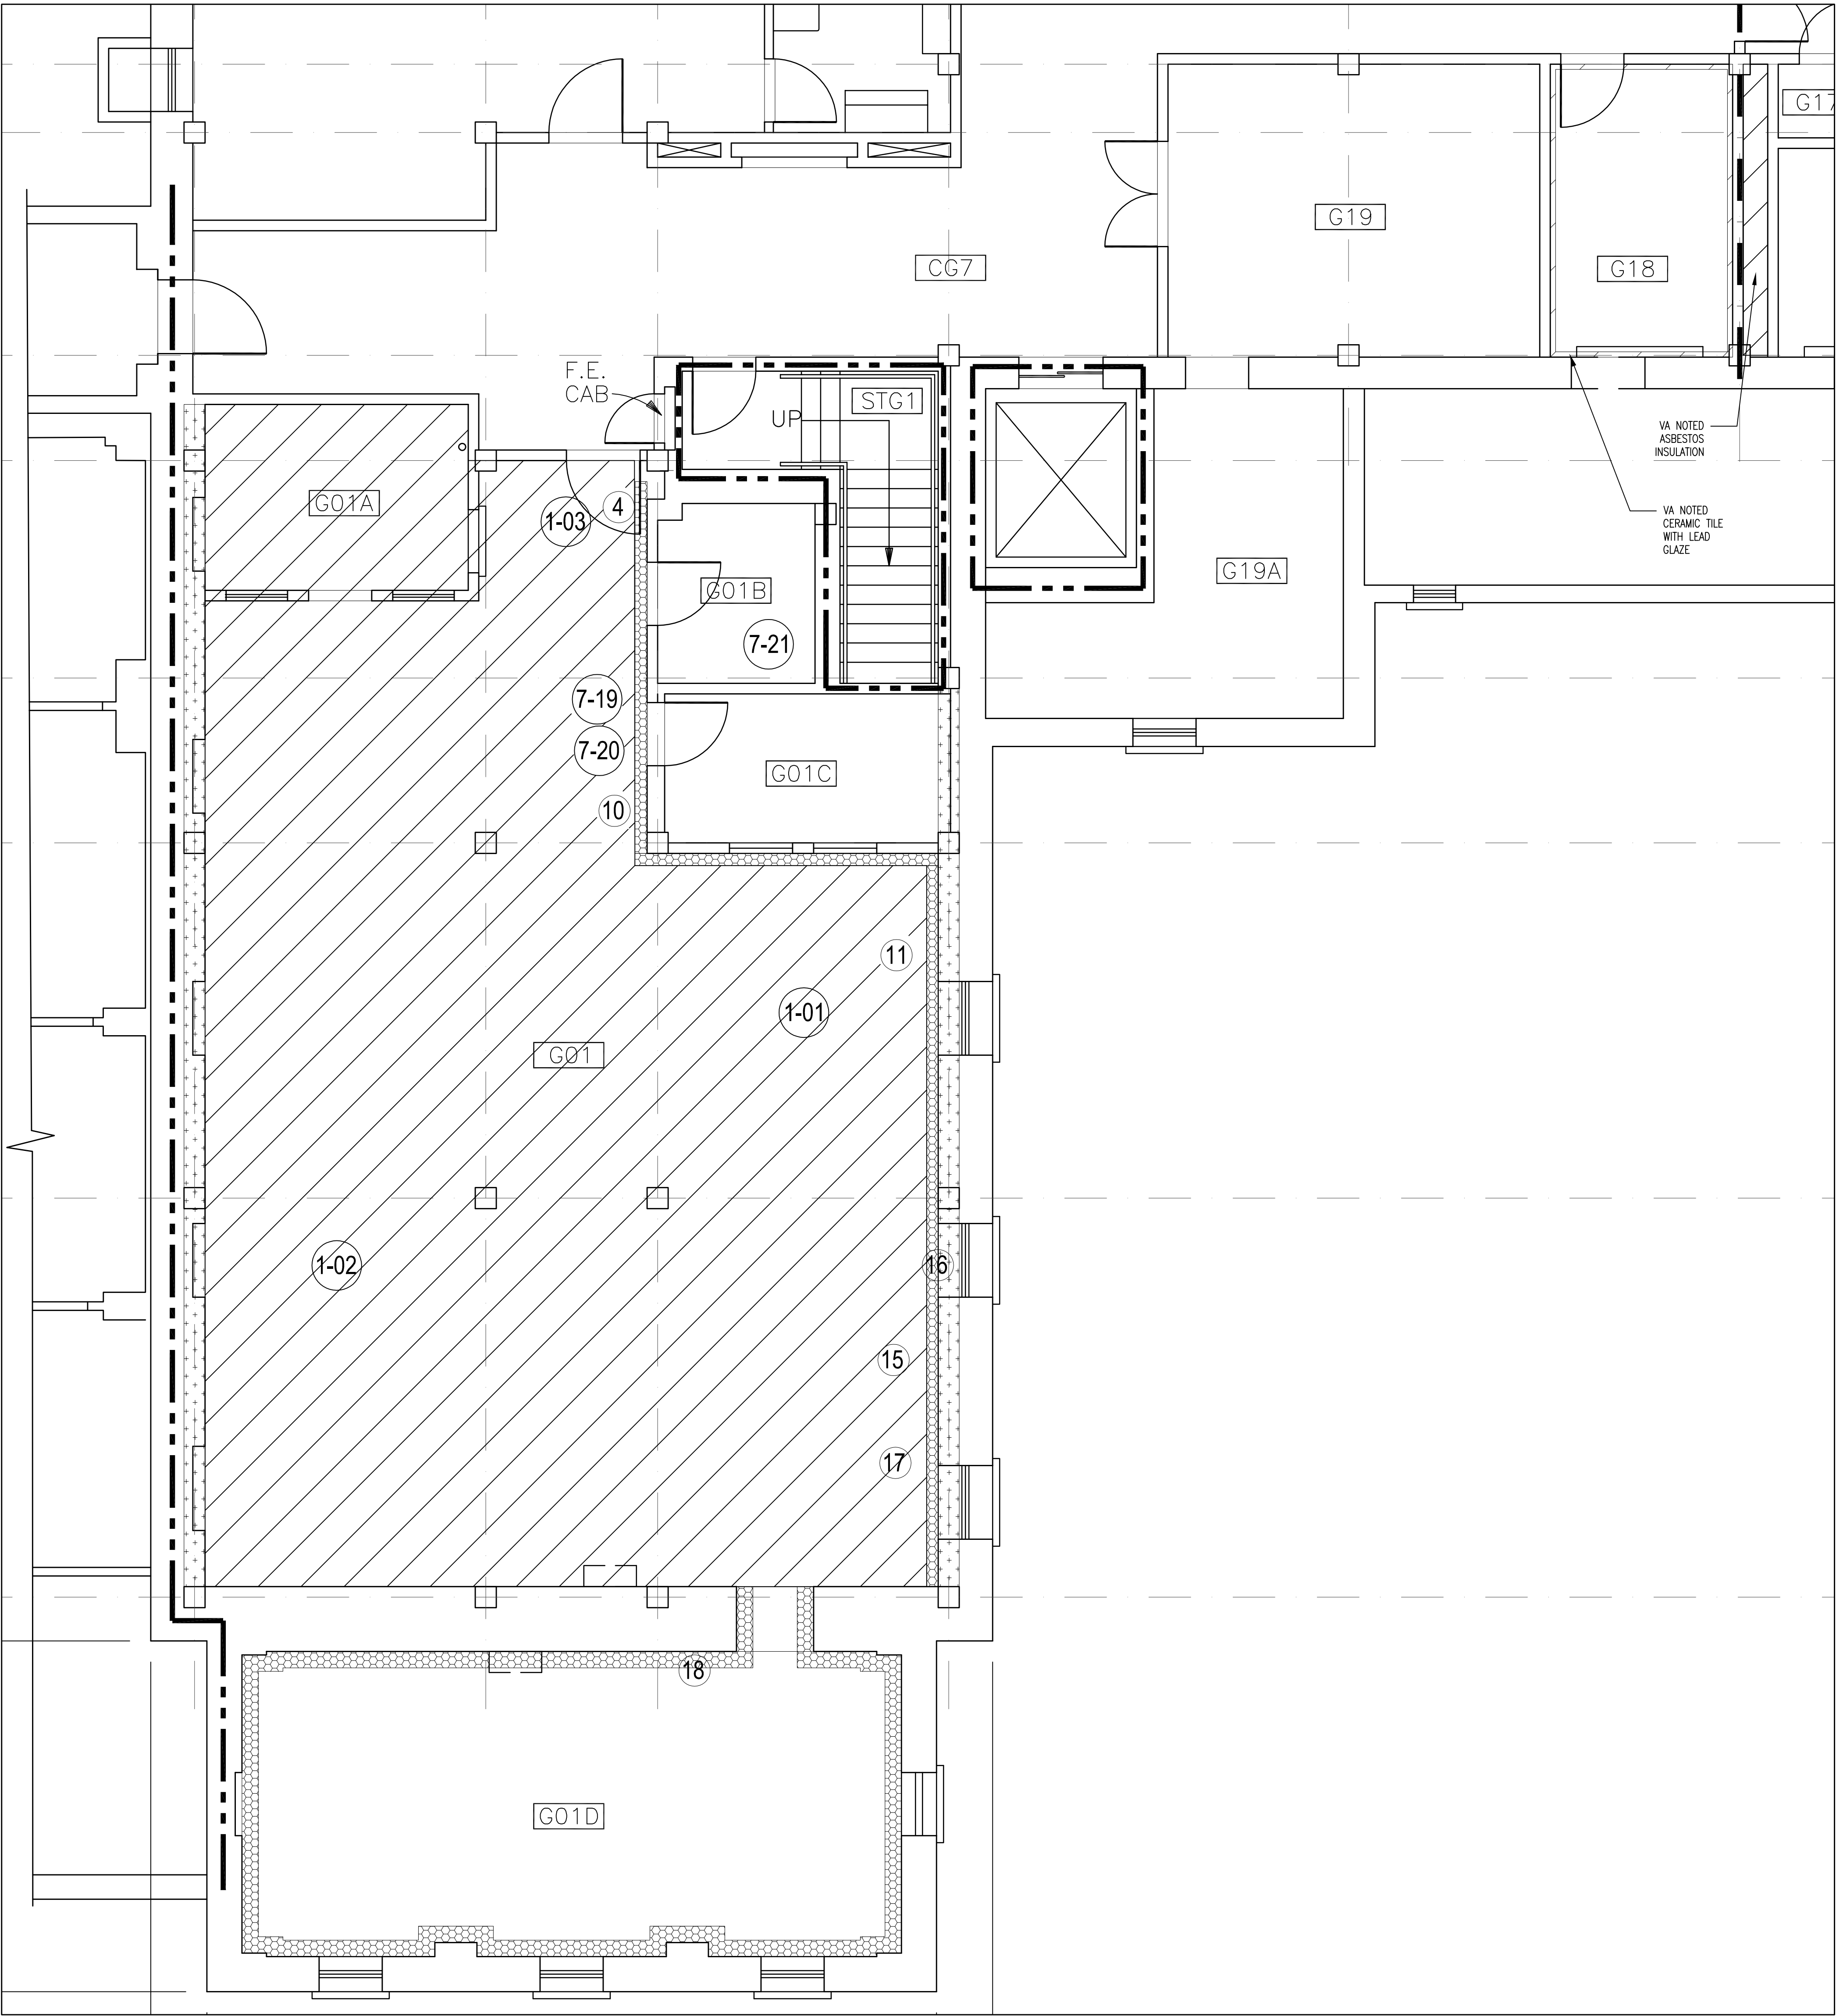 G17
G19
CG7
G18
F.E.
CAB
STG1
UP
VA NOTED
ASBESTOS
INSULATION
G01A
4
1-03
VA NOTED
CERAMIC TILE
WITH LEAD
GLAZE
G19A
G01B
7-21
7-19
7-20
G01C
10
11
1-01
G01
1-02
16
15
17
18
G01D